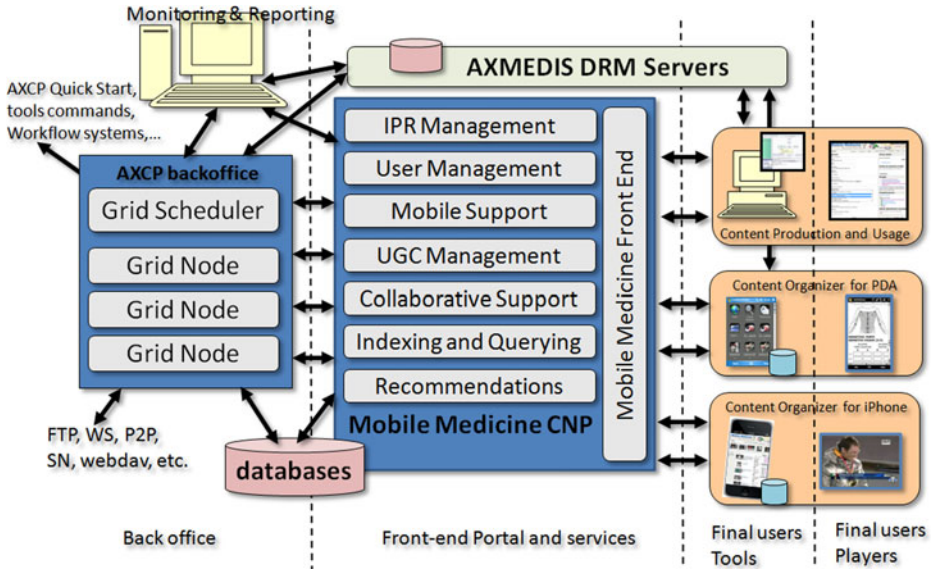 Monitoring & Reporting
AXMEDIS DRM Servers
AXCP Quick Start,
tools commands,
Workflow systems,...
AXCP backoffice
Grid Scheduler
Grid Node
Grid Node
Grid Node
IPR Management
User Management
Mobile Support
UGC Management
Collaborative Support
Indexing and Querying
Recommendations
Mobile Medicine CNP
Mobile Medicine Front End
Content Production and Usage
Content Organizer for PDA
Content Organizer for iPhone
FTP, WS, P2P,
SN, webdav, etc.
databases
Back office
Front-end Portal and services
Final users
Tools
Final users
Players